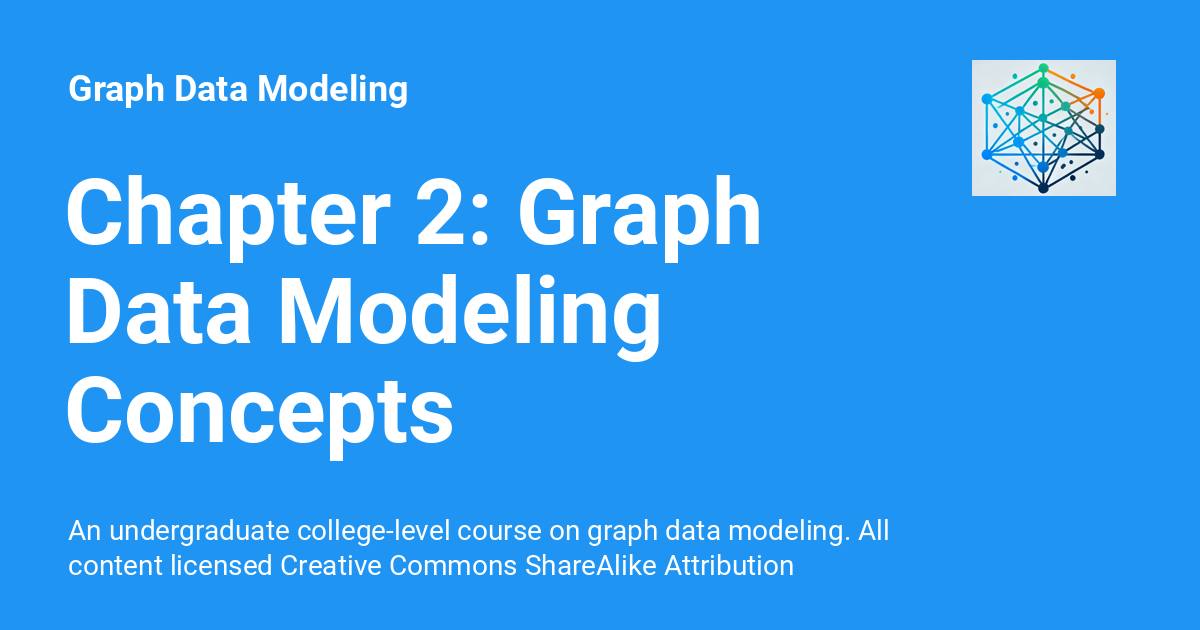 Graph Data Modeling
Chapter 2: Graph
Data Modeling
Concepts
An undergraduate college-level course on graph data modeling. All
content licensed Creative Commons ShareAlike Attribution